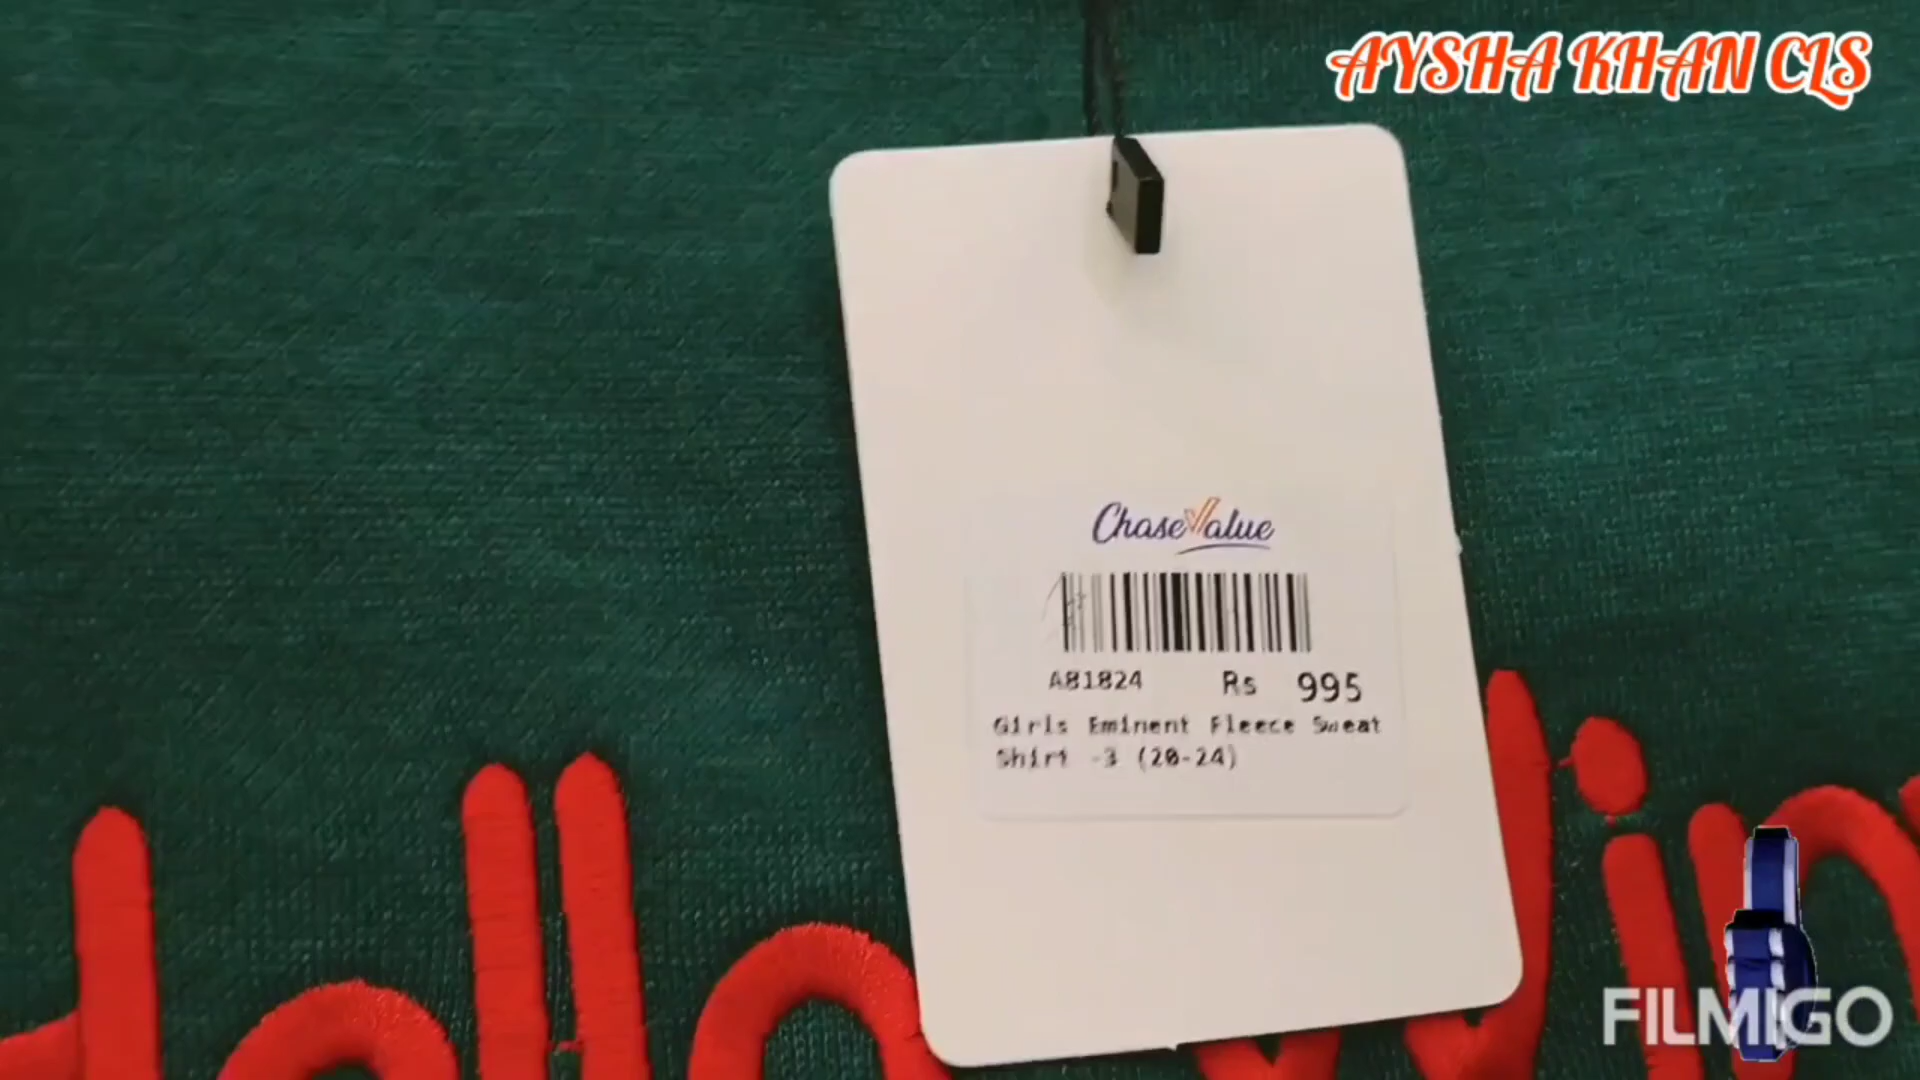 AYSHA KHAN CLS
ChaseValue
A81824 Rs 995
Girls Eminent Fleece Sweat
Shirt -3 (20-24)
FILMIGO